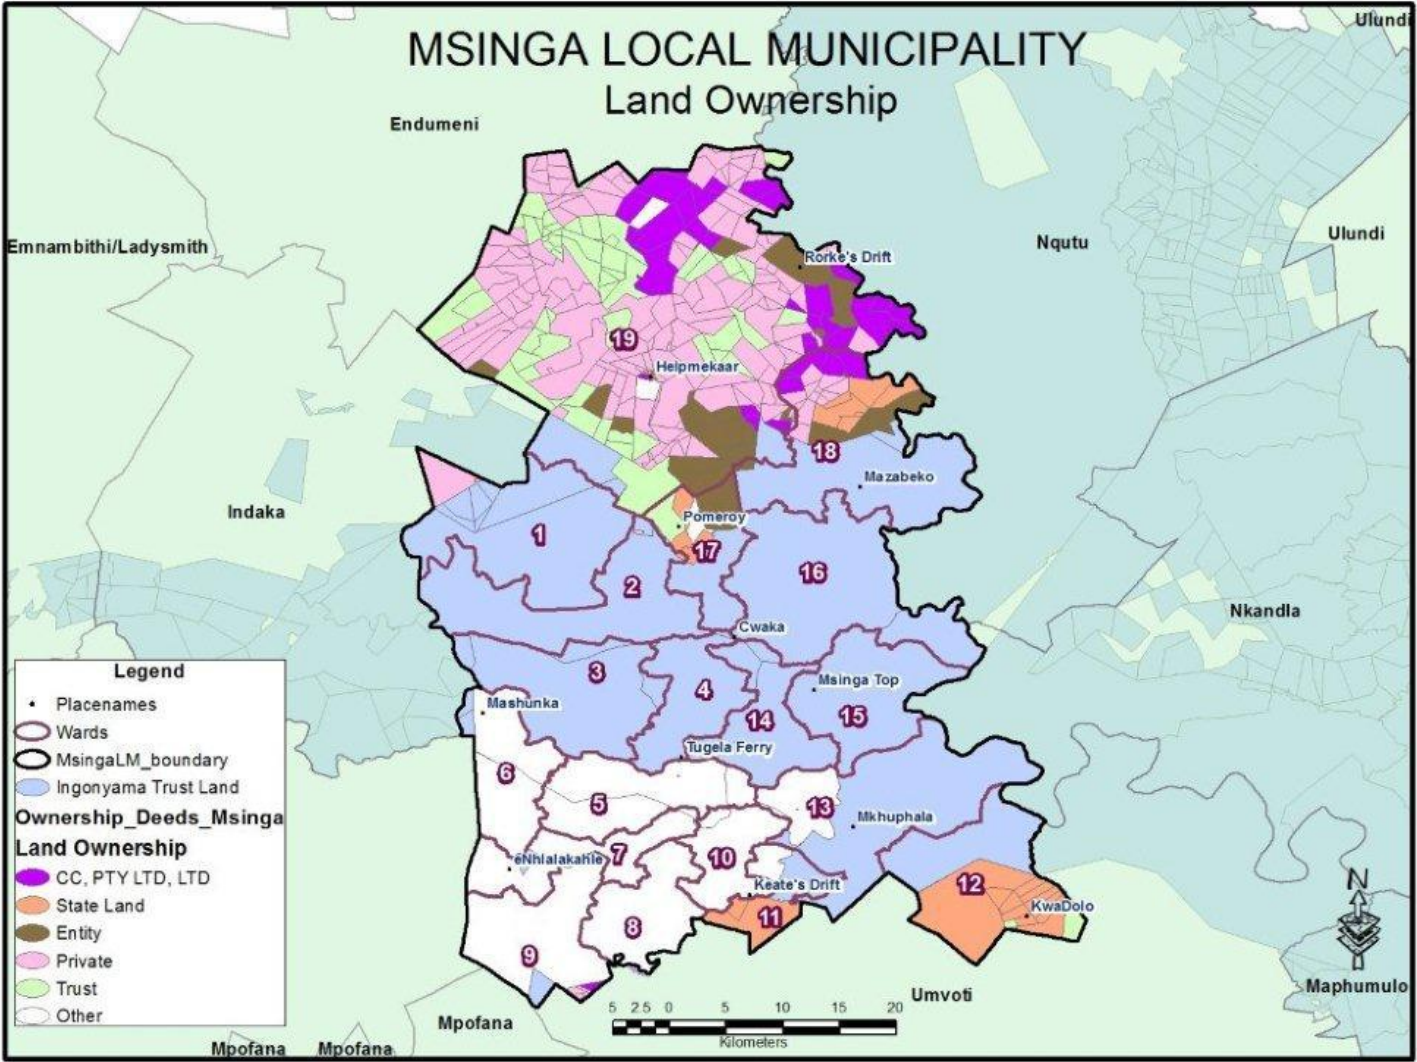 MSINGA LOCAL MUNICIPALITY
Land Ownership
Ulundi
Endumeni
Emnambithi/Ladysmith
Nqutu
Ulundi
Rorke's Drift
19
Helpmekaar
18
Mazabeko
Indaka
Pomeroy
1
17
16
2
Nkandla
Cwaka
3
4
Msinga Top
Mashunka
14
15
Tugela Ferry
6
5
13
Mkhuphala
7
10
eNhlalakahle
Keate's Drift
12
KwaDolo
11
8
9
N
Umvoti
Maphumulo
Mpofana
Mpofana
Mpofana
Legend
Placenames
Wards
MsingaLM_boundary
Ingonyama Trust Land
Ownership_Deeds_Msinga
Land Ownership
CC, PTY LTD, LTD
State Land
Entity
Private
Trust
Other
5 2.5 0 5 10 15 20
Kilometers